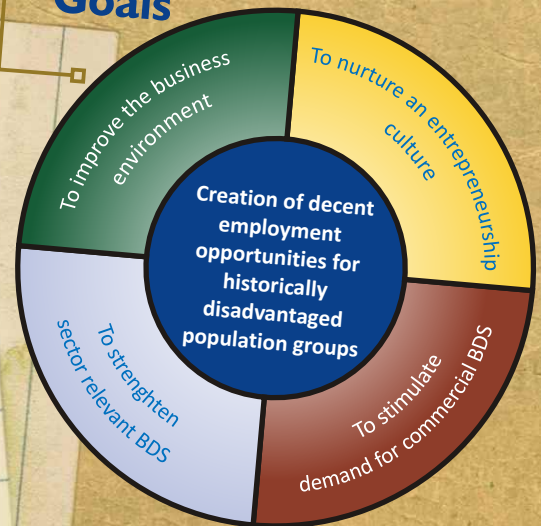 Goals
To improve the business
environment
To nurture an entrepreneurship
culture
Creation of decent
employment
opportunities for
historically
disadvantaged
population groups
To strenghten
sector relevant BDS
To stimulate
demand for commercial BDS